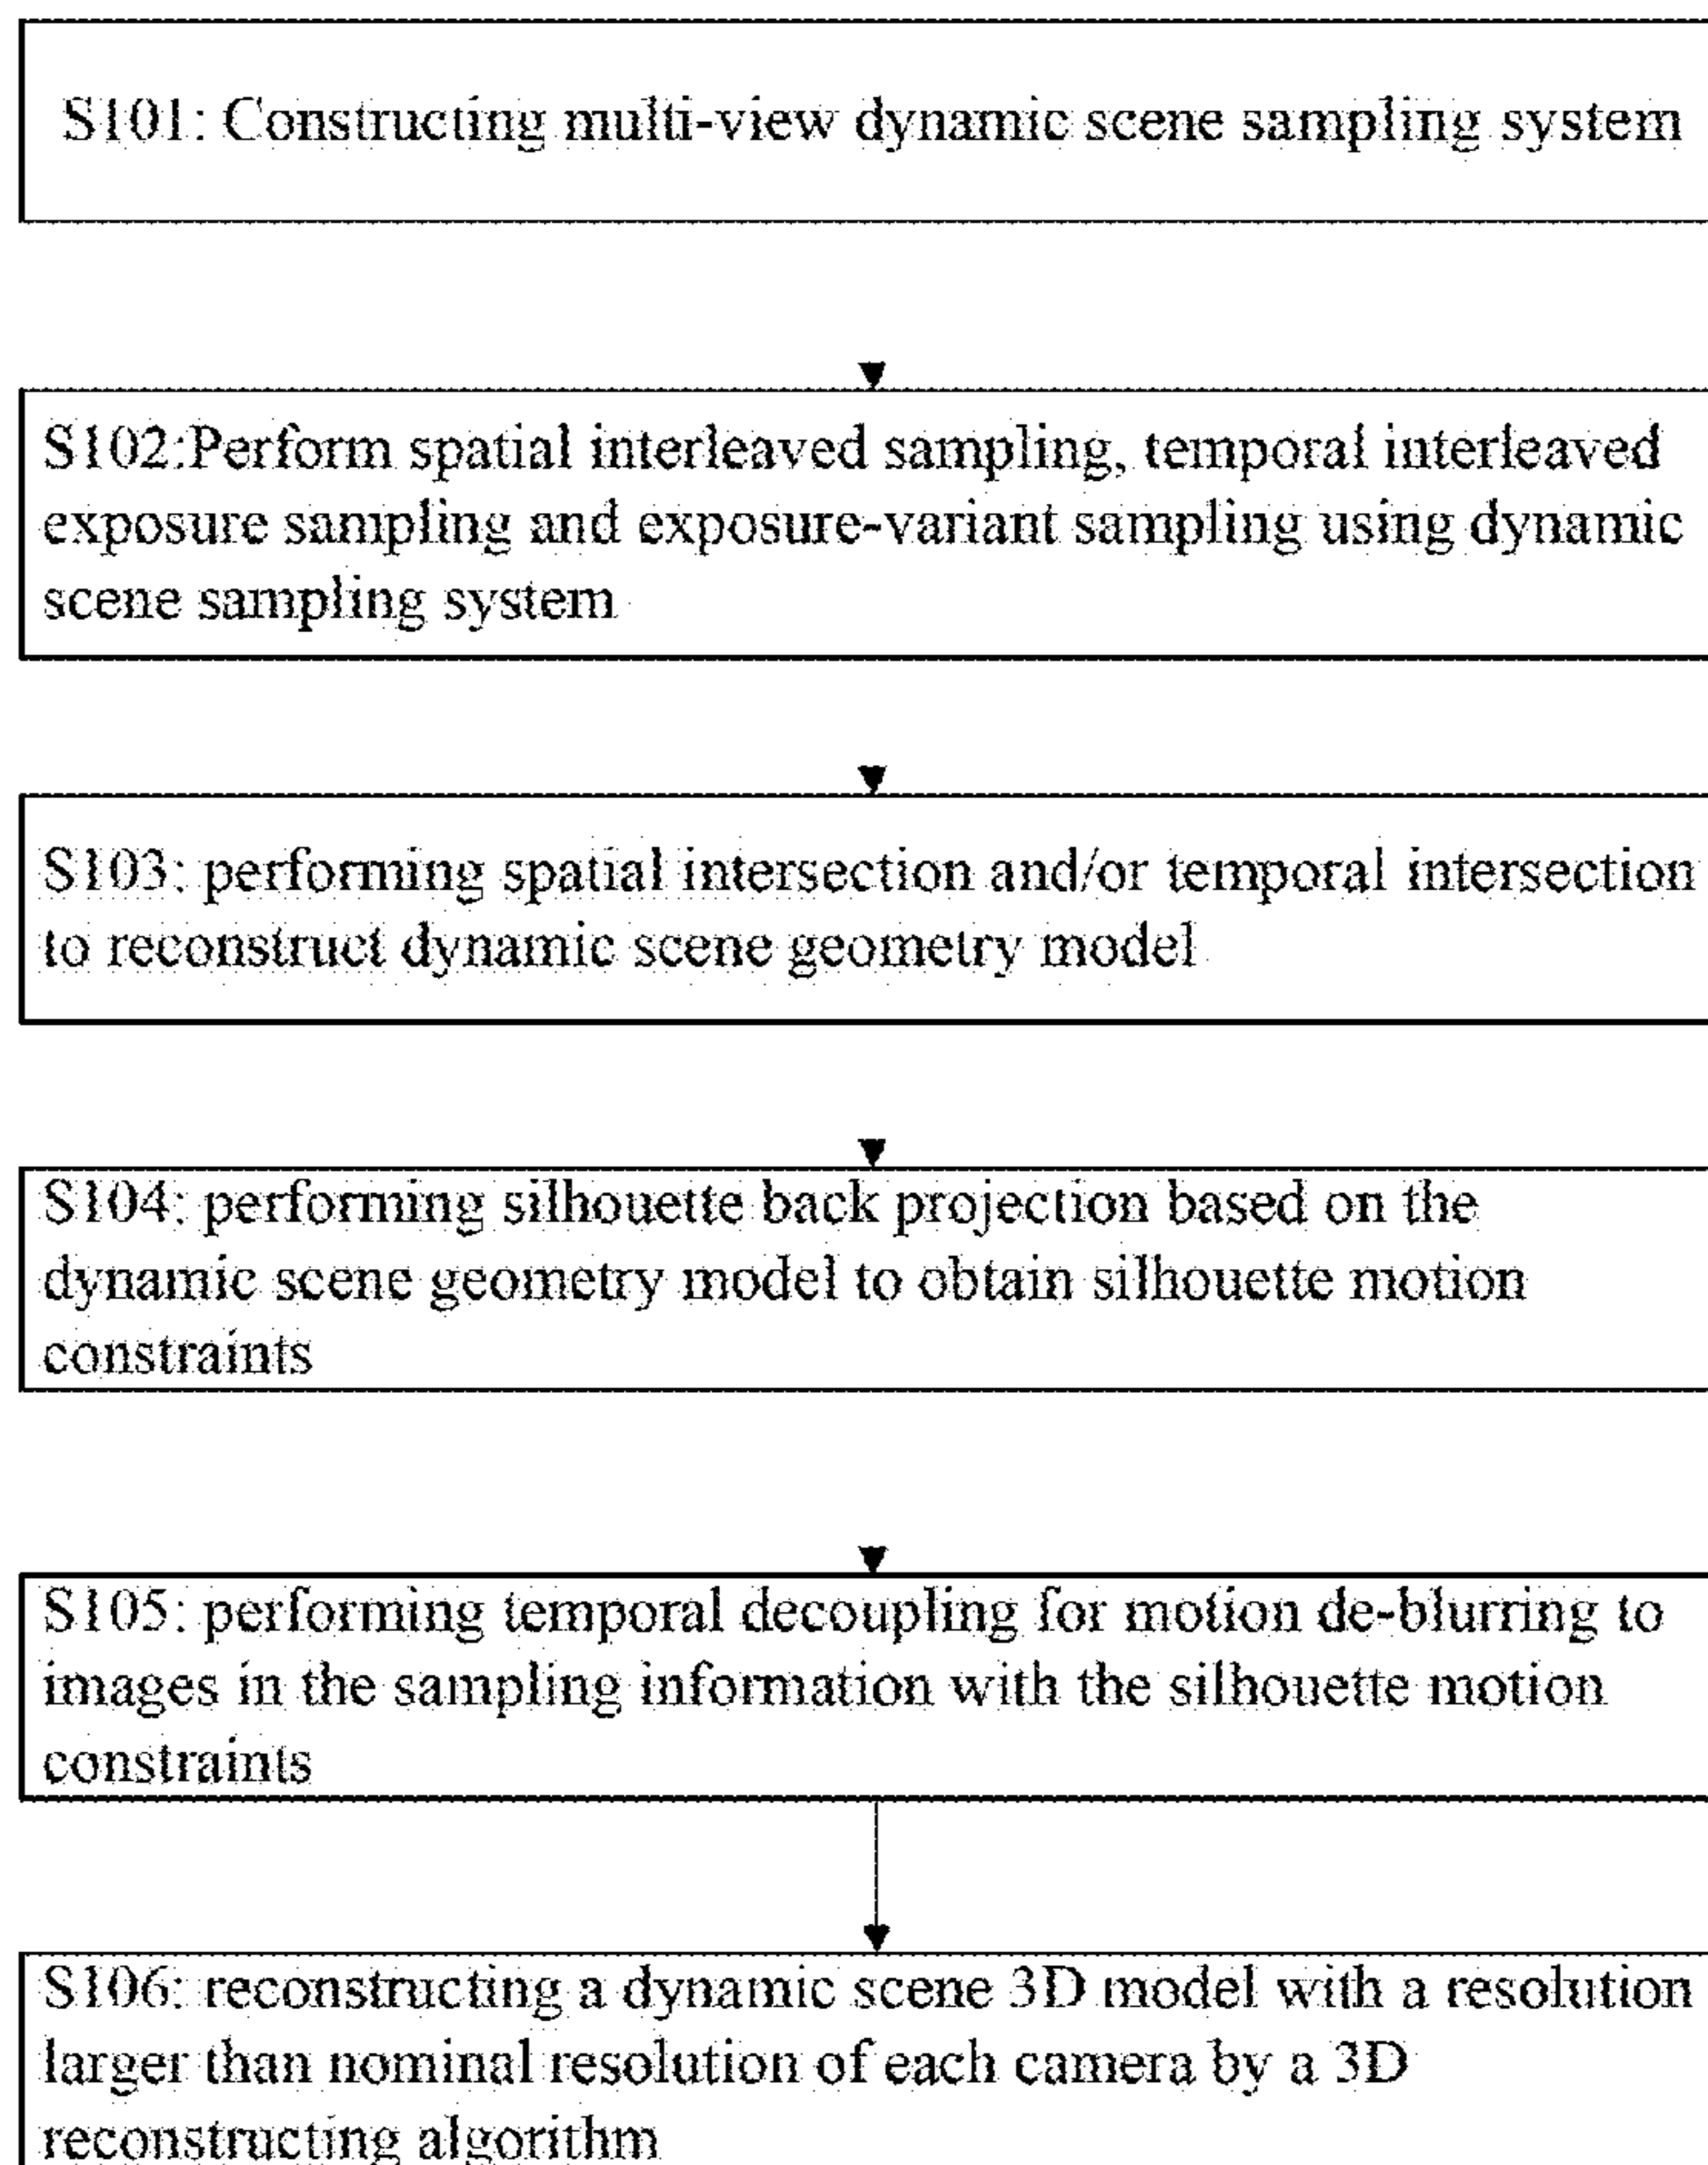 S101: Constructing multi-view dynamic scene sampling system
S102:Perform spatial interleaved sampling, temporal interleaved
exposure sampling and exposure-variant sampling using dynamic
scene sampling system
S103: performing spatial intersection and/or temporal intersection
to reconstruct dynamic scene geometry model
S104: performing silhouette back projection based on the
dynamic scene geometry model to obtain silhouette motion
constraints
S105: performing temporal decoupling for motion de-blurring to
images in the sampling information with the silhouette motion
constraints
S106: reconstructing a dynamic scene 3D model with a resolution
larger than nominal resolution of each camera by a 3D
reconstructing algorithm